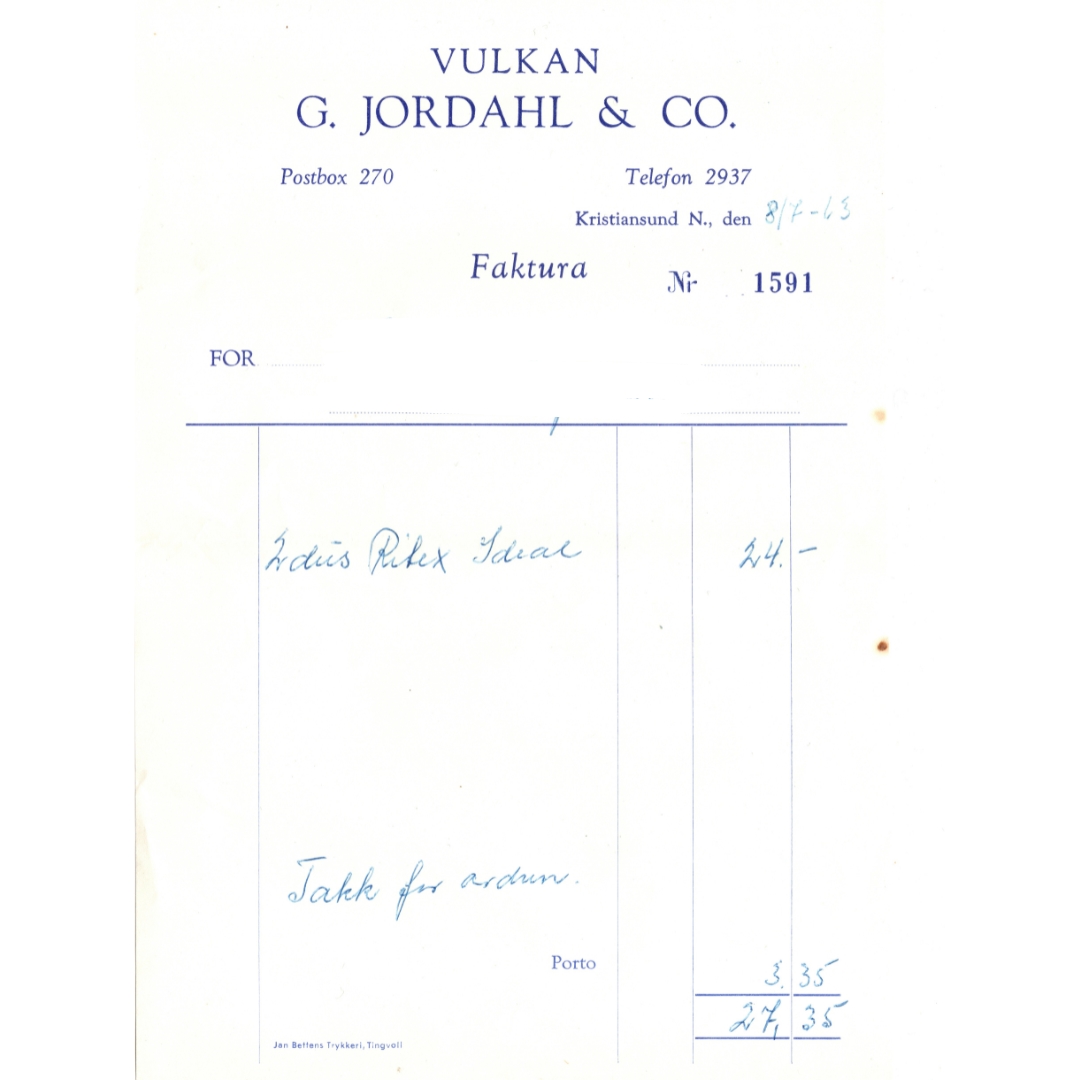 VULKAN
G. JORDAHL & CO.
Postbox 270 Telefon 2937
Kristiansund N., den 8/7-63
Faktura Nr 1591
FOR
2 dus Ritex Ideal 24.-
Takk for ordren.
Porto 3.35
27,35
Jan Bettens Trykkeri, Tingvoll